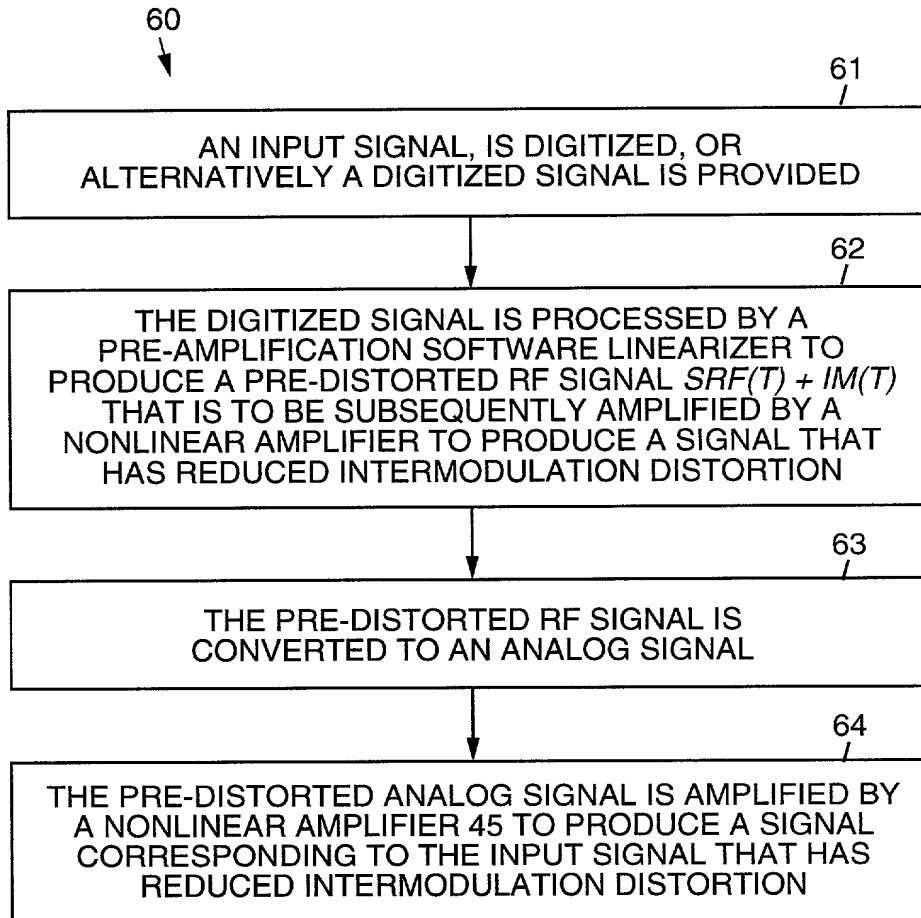 60
61
AN INPUT SIGNAL, IS DIGITIZED, OR
ALTERNATIVELY A DIGITIZED SIGNAL IS PROVIDED
62
THE DIGITIZED SIGNAL IS PROCESSED BY A
PRE-AMPLIFICATION SOFTWARE LINEARIZER TO
PRODUCE A PRE-DISTORTED RF SIGNAL SRF(T) + IM(T)
THAT IS TO BE SUBSEQUENTLY AMPLIFIED BY A
NONLINEAR AMPLIFIER TO PRODUCE A SIGNAL THAT
HAS REDUCED INTERMODULATION DISTORTION
63
THE PRE-DISTORTED RF SIGNAL IS
CONVERTED TO AN ANALOG SIGNAL
64
THE PRE-DISTORTED ANALOG SIGNAL IS AMPLIFIED BY
A NONLINEAR AMPLIFIER 45 TO PRODUCE A SIGNAL
CORRESPONDING TO THE INPUT SIGNAL THAT HAS
REDUCED INTERMODULATION DISTORTION